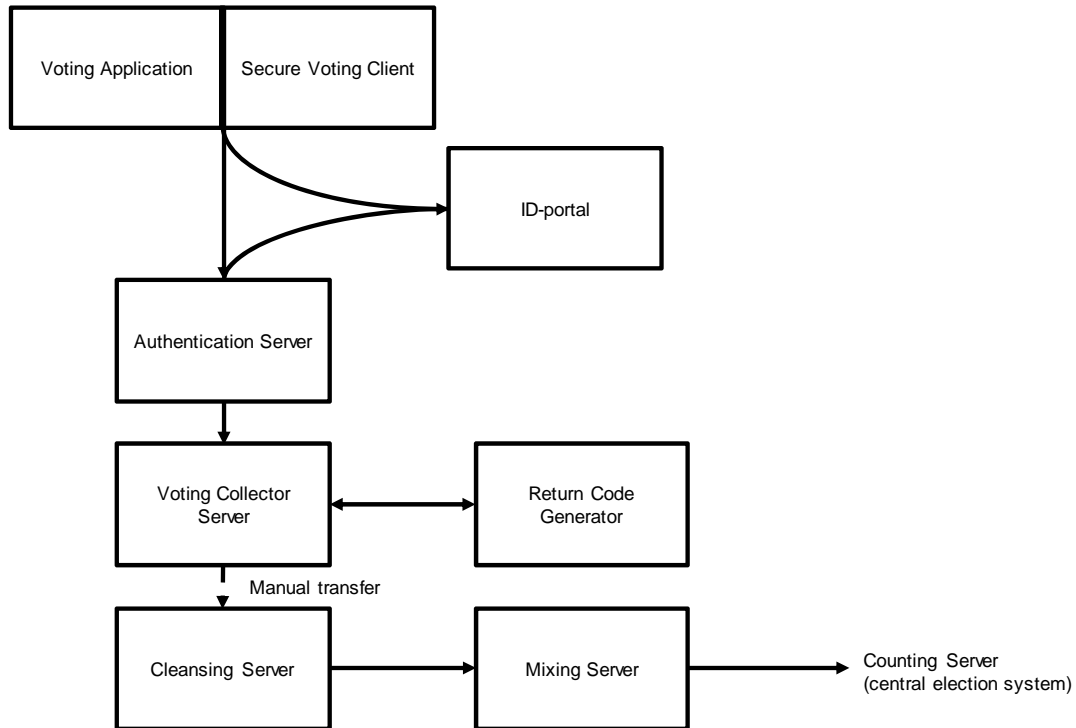 Voting Application
Secure Voting Client
ID-portal
Authentication Server
Voting Collector
Server
Return Code
Generator
Manual transfer
Cleansing Server
Mixing Server
Counting Server
(central election system)